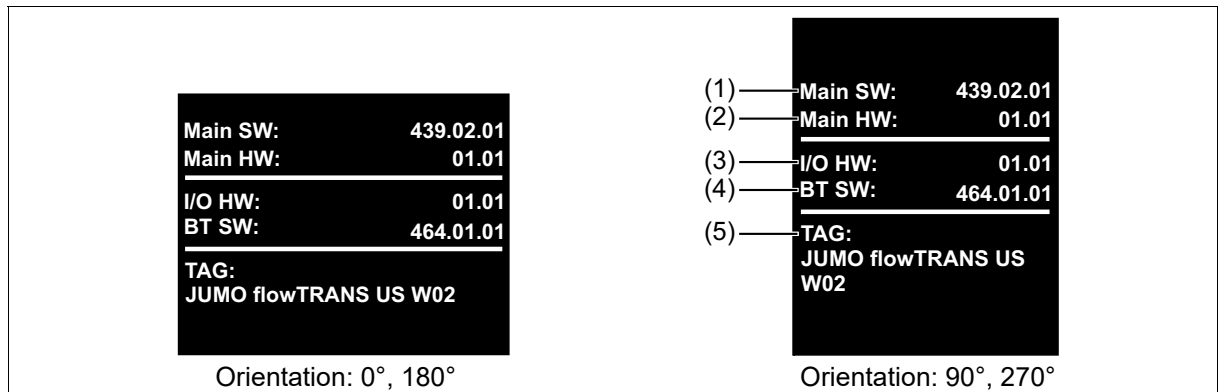 Main SW: 439.02.01
Main HW: 01.01
I/O HW: 01.01
BT SW: 464.01.01
TAG:
JUMO flowTRANS US W02
Orientation: 0°, 180°
(1) Main SW: 439.02.01
(2) Main HW: 01.01
(3) I/O HW: 01.01
(4) BT SW: 464.01.01
(5) TAG:
JUMO flowTRANS US
W02
Orientation: 90°, 270°